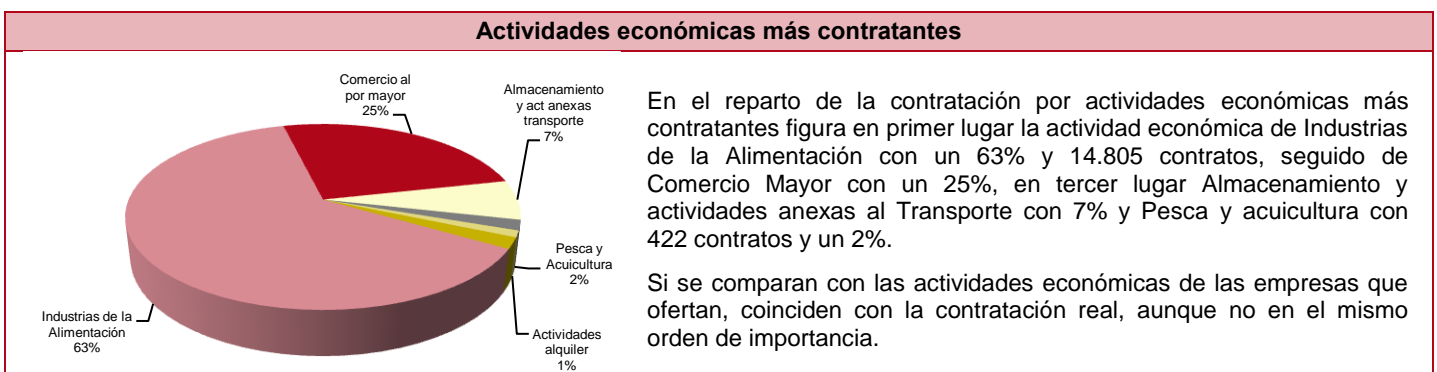 Actividades económicas más contratantes
Comercio al
por mayor
25%
Almacenamiento
y act anexas
transporte
7%
Pesca y
Acuicultura
2%
Actividades
alquiler
1%
Industrias de la
Alimentación
63%
En el reparto de la contratación por actividades económicas más
contratantes figura en primer lugar la actividad económica de Industrias
de la Alimentación con un 63% y 14.805 contratos, seguido de
Comercio Mayor con un 25%, en tercer lugar Almacenamiento y
actividades anexas al Transporte con 7% y Pesca y acuicultura con
422 contratos y un 2%.
Si se comparan con las actividades económicas de las empresas que
ofertan, coinciden con la contratación real, aunque no en el mismo
orden de importancia.